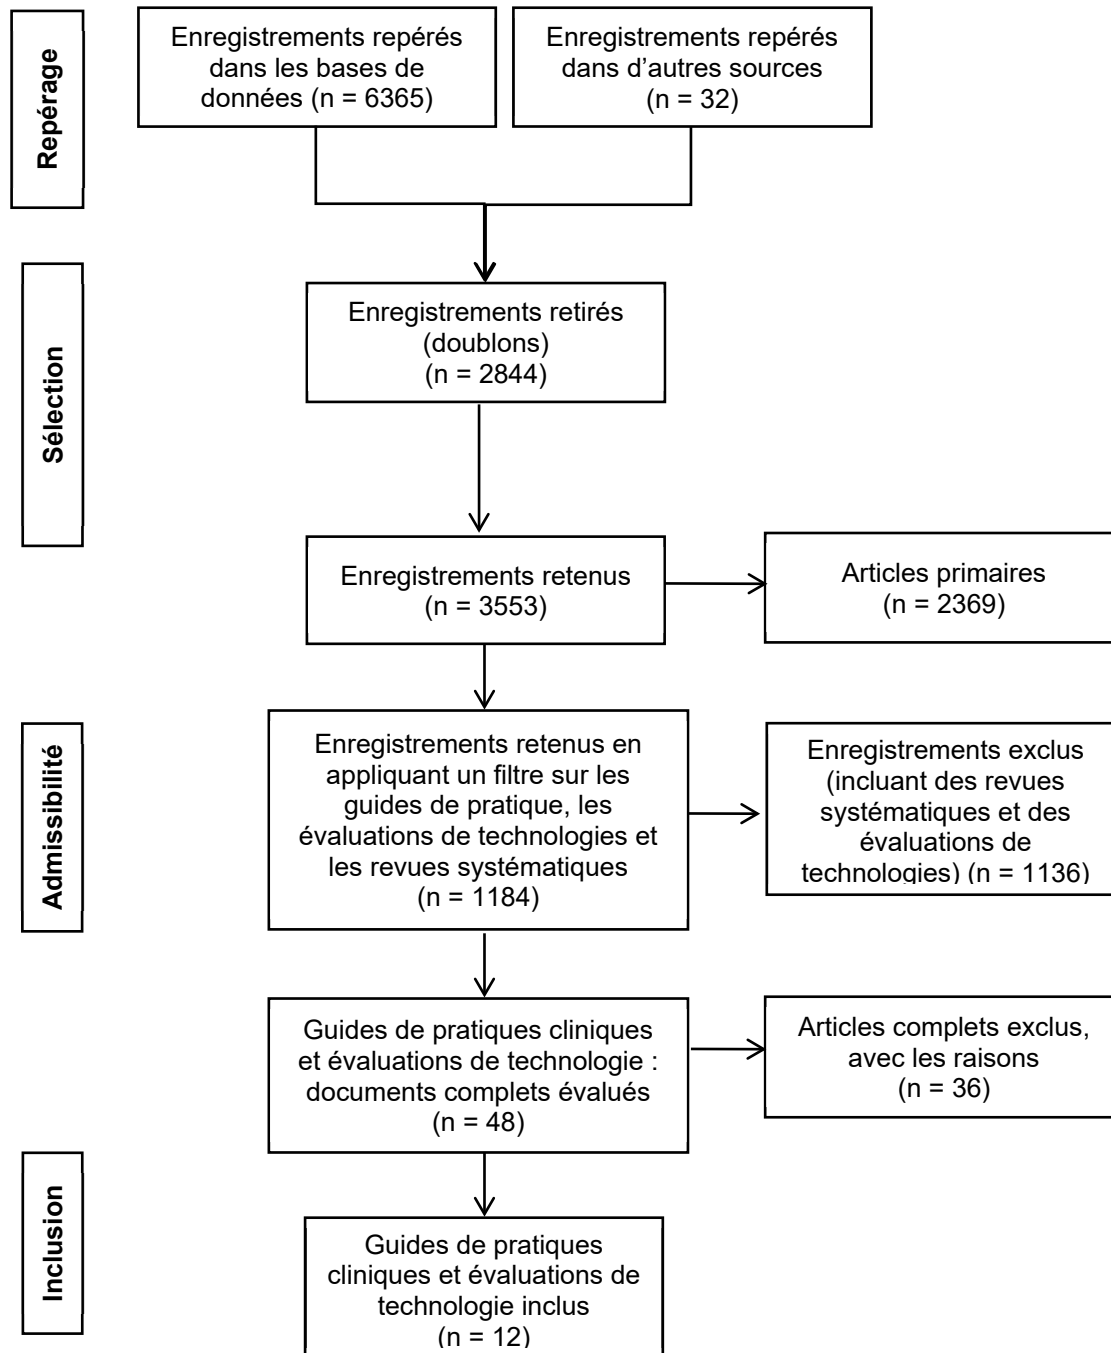 Repérage
Enregistrements repérés
dans les bases de
données (n = 6365)
Enregistrements repérés
dans d’autres sources
(n = 32)
Sélection
Enregistrements retirés
(doublons)
(n = 2844)
Enregistrements retenus
(n = 3553)
Articles primaires
(n = 2369)
Admissibilité
Enregistrements retenus en
appliquant un filtre sur les
guides de pratique, les
évaluations de technologies et
les revues systématiques
(n = 1184)
Enregistrements exclus
(incluant des revues
systématiques et des
évaluations de
technologies) (n = 1136)
Guides de pratiques cliniques
et évaluations de technologie :
documents complets évalués
(n = 48)
Articles complets exclus,
avec les raisons
(n = 36)
Inclusion
Guides de pratiques
cliniques et évaluations de
technologie inclus
(n = 12)